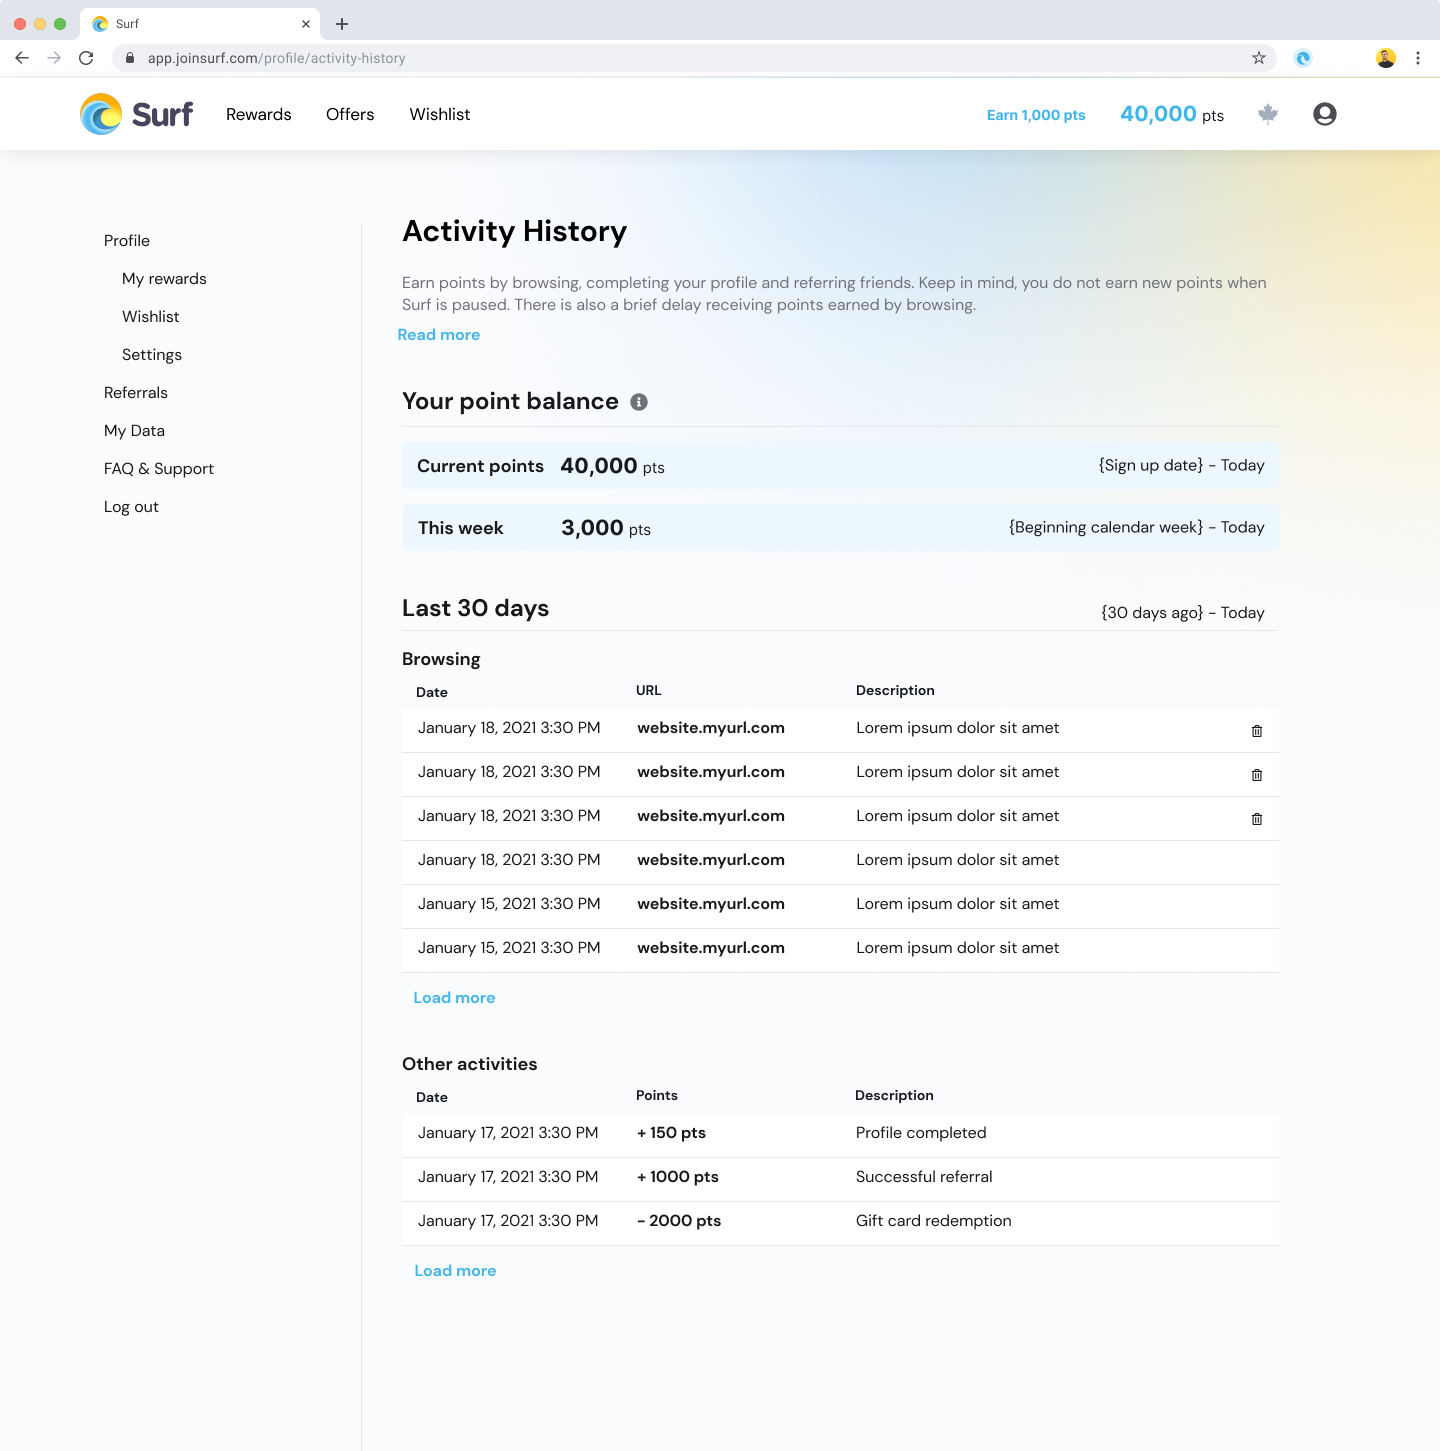 Surf
app.joinsurf.com/profile/activity-history
Surf Rewards Offers Wishlist Earn 1,000 pts 40,000 pts
Profile
My rewards
Wishlist
Settings
Referrals
My Data
FAQ & Support
Log out
Activity History
Earn points by browsing, completing your profile and referring friends. Keep in mind, you do not earn new points when
Surf is paused. There is also a brief delay receiving points earned by browsing.
Read more
Your point balance
Current points 40,000 pts {Sign up date} - Today
This week 3,000 pts {Beginning calendar week} - Today
Last 30 days {30 days ago} - Today
Browsing
Date URL Description
January 18, 2021 3:30 PM website.myurl.com Lorem ipsum dolor sit amet
January 18, 2021 3:30 PM website.myurl.com Lorem ipsum dolor sit amet
January 18, 2021 3:30 PM website.myurl.com Lorem ipsum dolor sit amet
January 18, 2021 3:30 PM website.myurl.com Lorem ipsum dolor sit amet
January 15, 2021 3:30 PM website.myurl.com Lorem ipsum dolor sit amet
January 15, 2021 3:30 PM website.myurl.com Lorem ipsum dolor sit amet
Load more
Other activities
Date Points Description
January 17, 2021 3:30 PM + 150 pts Profile completed
January 17, 2021 3:30 PM + 1000 pts Successful referral
January 17, 2021 3:30 PM - 2000 pts Gift card redemption
Load more